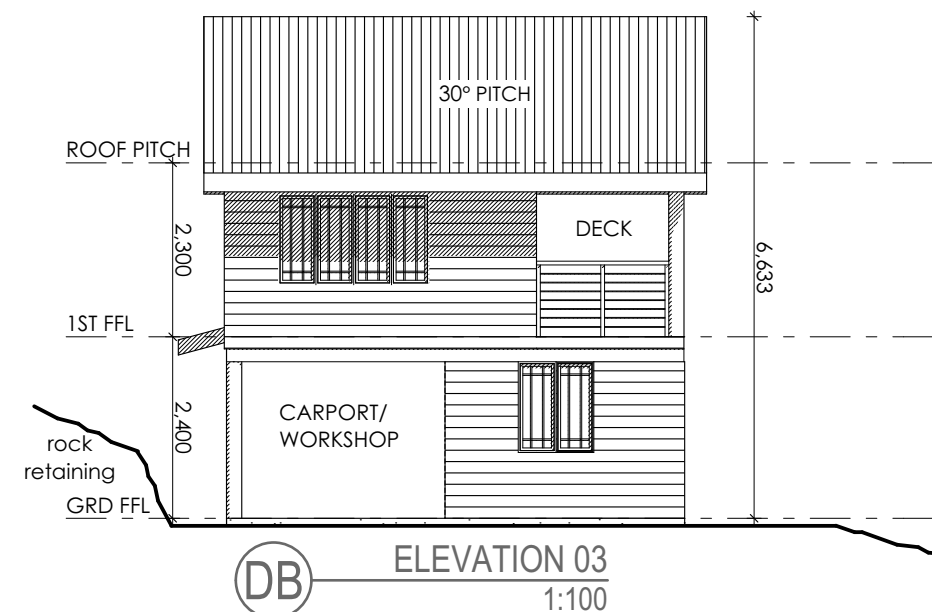 30° PITCH
ROOF PITCH
DECK
2,300
6,633
1ST FFL
CARPORT/
WORKSHOP
2,400
rock
retaining
GRD FFL
DB
ELEVATION 03
1:100